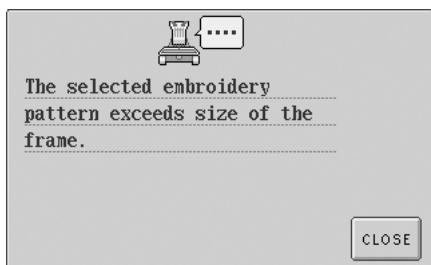 ....
The selected embroidery
pattern exceeds size of the
frame.
CLOSE